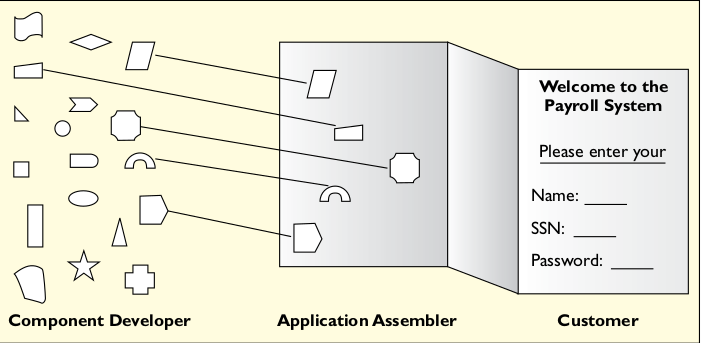 Welcome to the
Payroll System
Please enter your
Name: _____
SSN: _____
Password: _____
Component Developer
Application Assembler
Customer